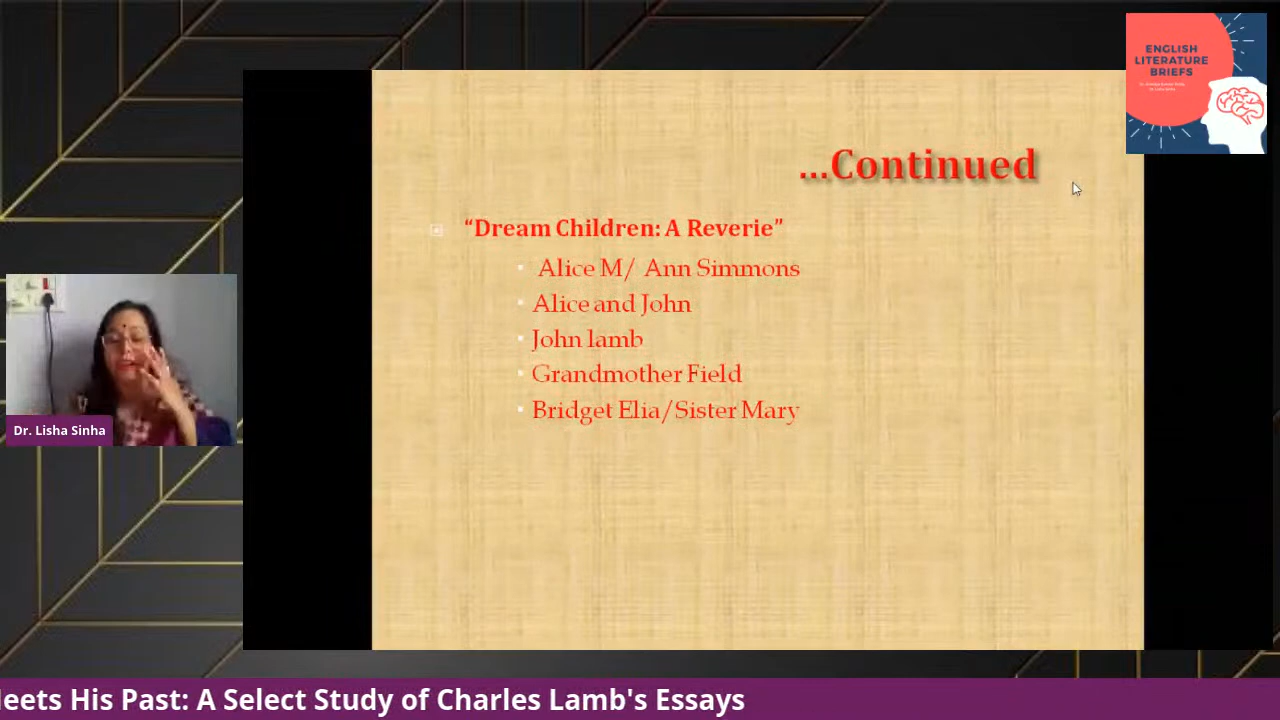 ENGLISH
LITERATURE
BRIEFS
...Continued
“Dream Children: A Reverie”
Alice M/ Ann Simmons
Alice and John
John lamb
Grandmother Field
Bridget Elia/Sister Mary
Dr. Lisha Sinha
His Past: A Select Study of Charles Lamb's Essays